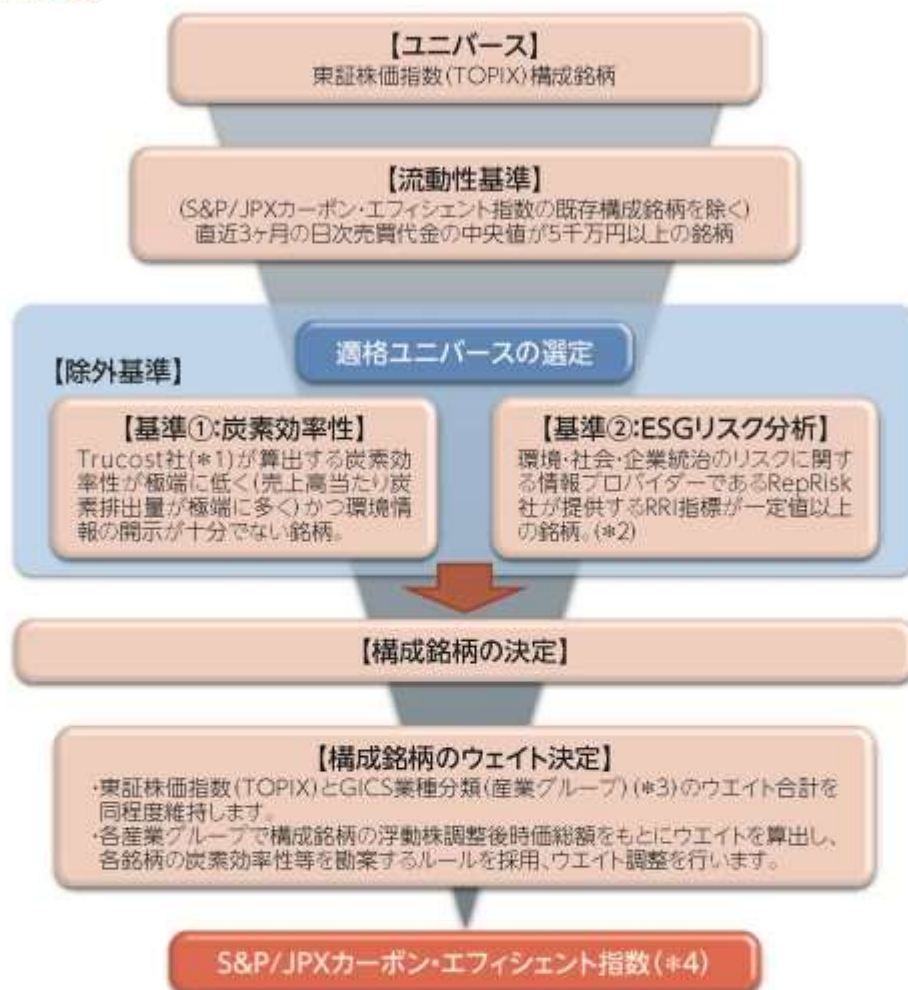 【ユニバース】
東証株価指数(TOPIX)構成銘柄
【流動性基準】
(S&P/JPXカーボン・エフィシェント指数の既存構成銘柄を除く)
直近3ヶ月の日次売買代金の中央値が5千万円以上の銘柄
適格ユニバースの選定
【除外基準】
【基準①:炭素効率性】
Trucost社(*1)が算出する炭素効
率性が極端に低く(売上高当たり炭
素排出量が極端に多く)かつ環境情
報の開示が十分でない銘柄。
【基準②:ESGリスク分析】
環境・社会・企業統治のリスクに関す
る情報プロバイダーであるRepRisk
社が提供するRRI指標が一定値以上
の銘柄。(*2)
【構成銘柄の決定】
【構成銘柄のウェイト決定】
・東証株価指数(TOPIX)とGICS業種分類(産業グループ)(*3)のウエイト合計を
同程度維持します。
・各産業グループで構成銘柄の浮動株調整後時価総額をもとにウエイトを算出し、
各銘柄の炭素効率性等を勘案するルールを採用、ウエイト調整を行います。
S&P/JPXカーボン・エフィシェント指数(*4)